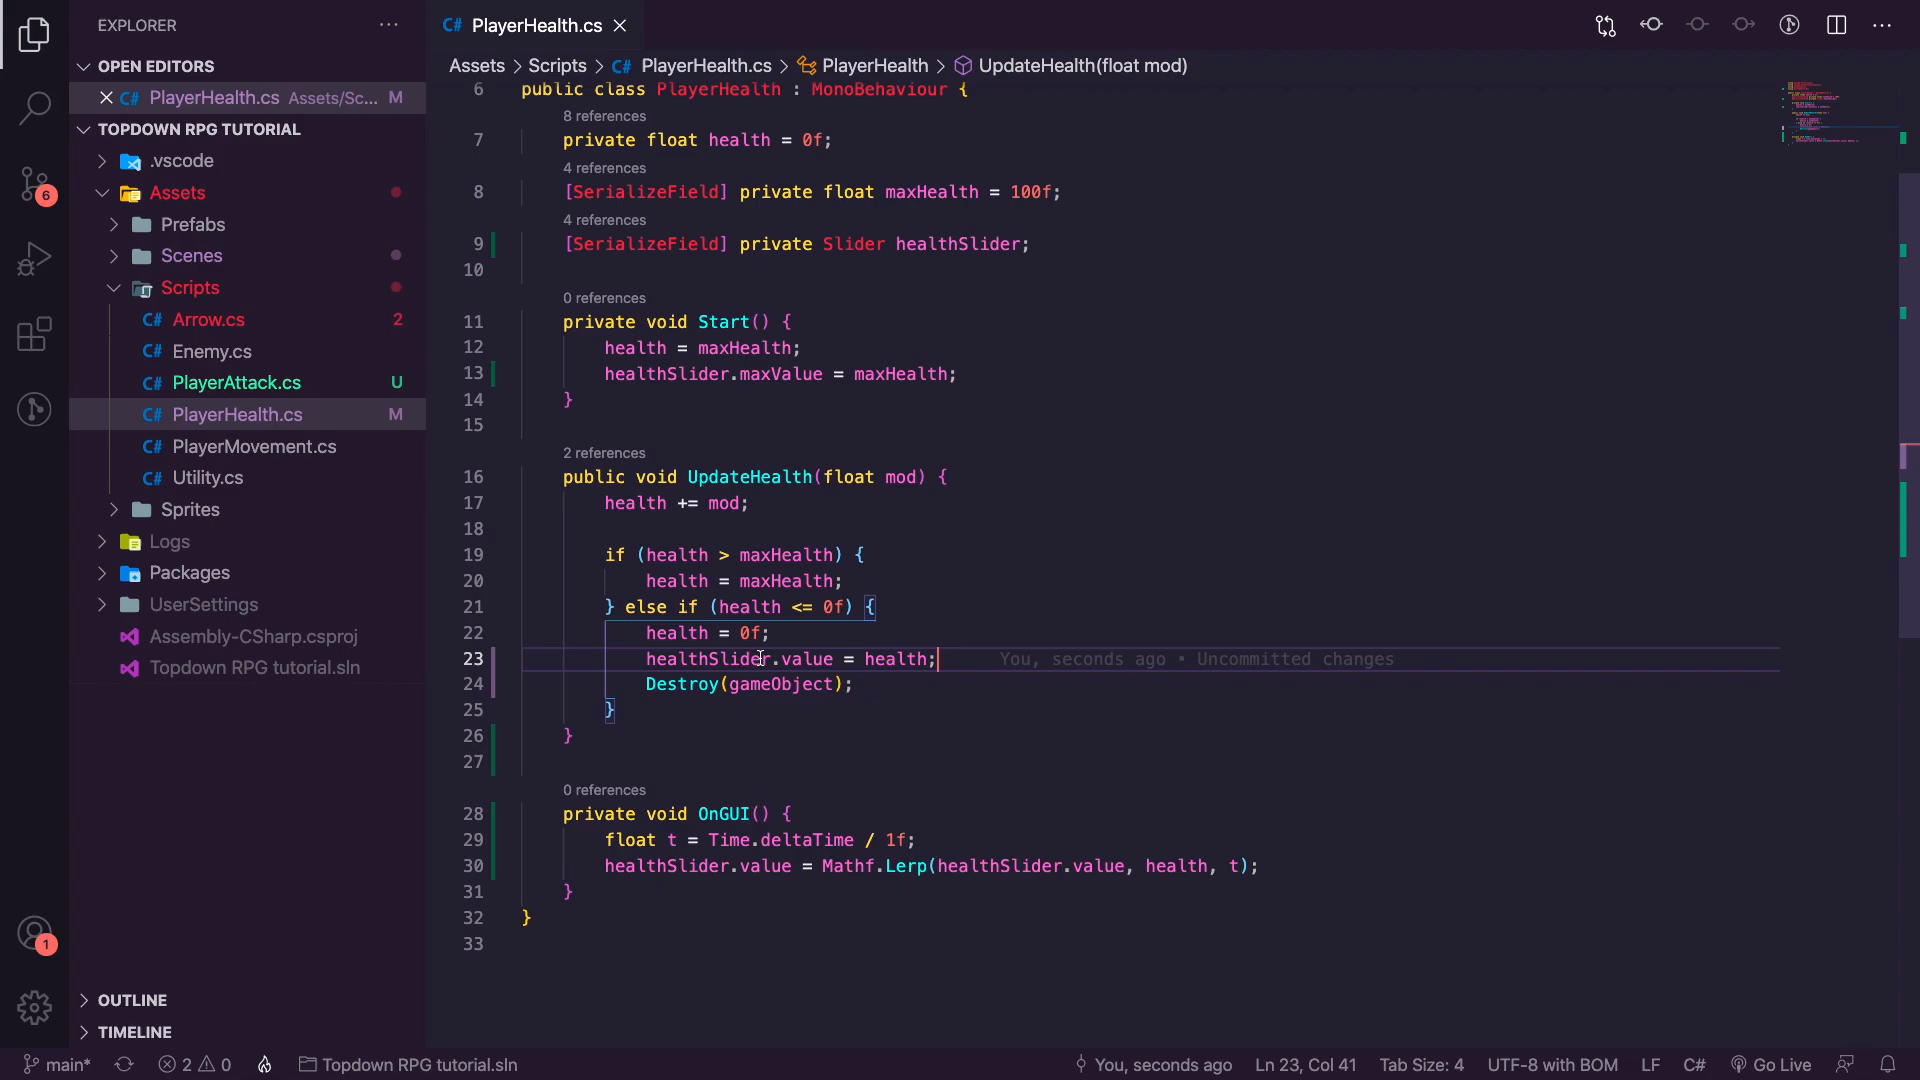 EXPLORER
OPEN EDITORS
PlayerHealth.cs Assets/Sc... M
TOPDOWN RPG TUTORIAL
.vscode
Assets
Prefabs
Scenes
Scripts
C# Arrow.cs 2
C# Enemy.cs
C# PlayerAttack.cs U
C# PlayerHealth.cs M
C# PlayerMovement.cs
C# Utility.cs
Sprites
Logs
Packages
UserSettings
Assembly-CSharp.csproj
Topdown RPG tutorial.sln
OUTLINE
TIMELINE
6
1
C# PlayerHealth.cs
Assets > Scripts > C# PlayerHealth.cs > PlayerHealth > UpdateHealth(float mod)
6 public class PlayerHealth : MonoBehaviour {
8 references
7 private float health = 0f;
4 references
8 [SerializeField] private float maxHealth = 100f;
4 references
9 [SerializeField] private Slider healthSlider;
10
0 references
11 private void Start() {
12 health = maxHealth;
13 healthSlider.maxValue = maxHealth;
14 }
15
2 references
16 public void UpdateHealth(float mod) {
17 health += mod;
18
19 if (health > maxHealth) {
20 health = maxHealth;
21 } else if (health <= 0f) {
22 health = 0f;
23 healthSlider.value = health; You, seconds ago • Uncommitted changes
24 Destroy(gameObject);
25 }
26 }
27
0 references
28 private void OnGUI() {
29 float t = Time.deltaTime / 1f;
30 healthSlider.value = Mathf.Lerp(healthSlider.value, health, t);
31 }
32 }
33
main* 2 0 Topdown RPG tutorial.sln You, seconds ago Ln 23, Col 41 Tab Size: 4 UTF-8 with BOM LF C# Go Live